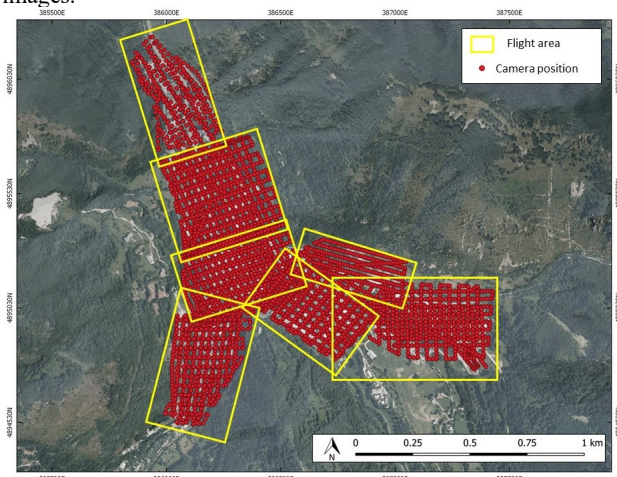 images.
385500E 386000E 386500E 387000E 387500E
Flight area
Camera position
4896030N
4895530N
4895030N
4894530N
0 0.25 0.5 0.75 1 km
N